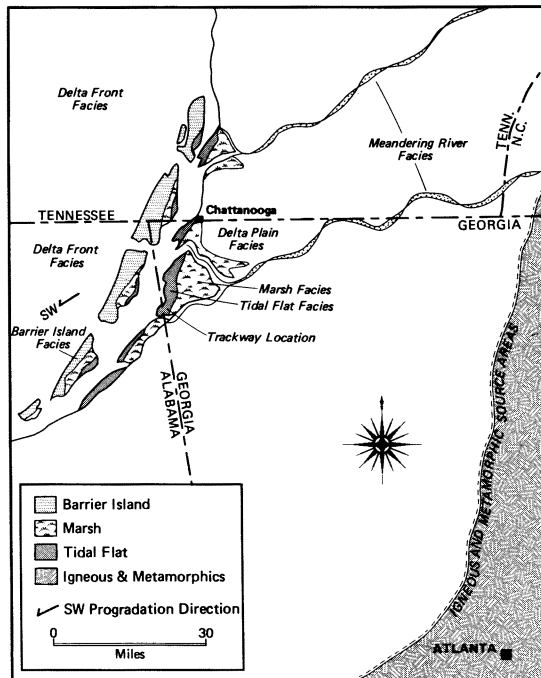 Delta Front
Facies
Meandering River
Facies
TENN.
N.C.
Chattanooga
TENNESSEE
GEORGIA
Delta Plain
Facies
Delta Front
Facies
Marsh Facies
Tidal Flat Facies
SW
Trackway Location
Barrier Island
Facies
GEORGIA
ALABAMA
IGNEOUS AND METAMORPHIC SOURCE AREAS
Barrier Island
Marsh
Tidal Flat
Igneous & Metamorphics
SW Progradation Direction
0 30
Miles
ATLANTA